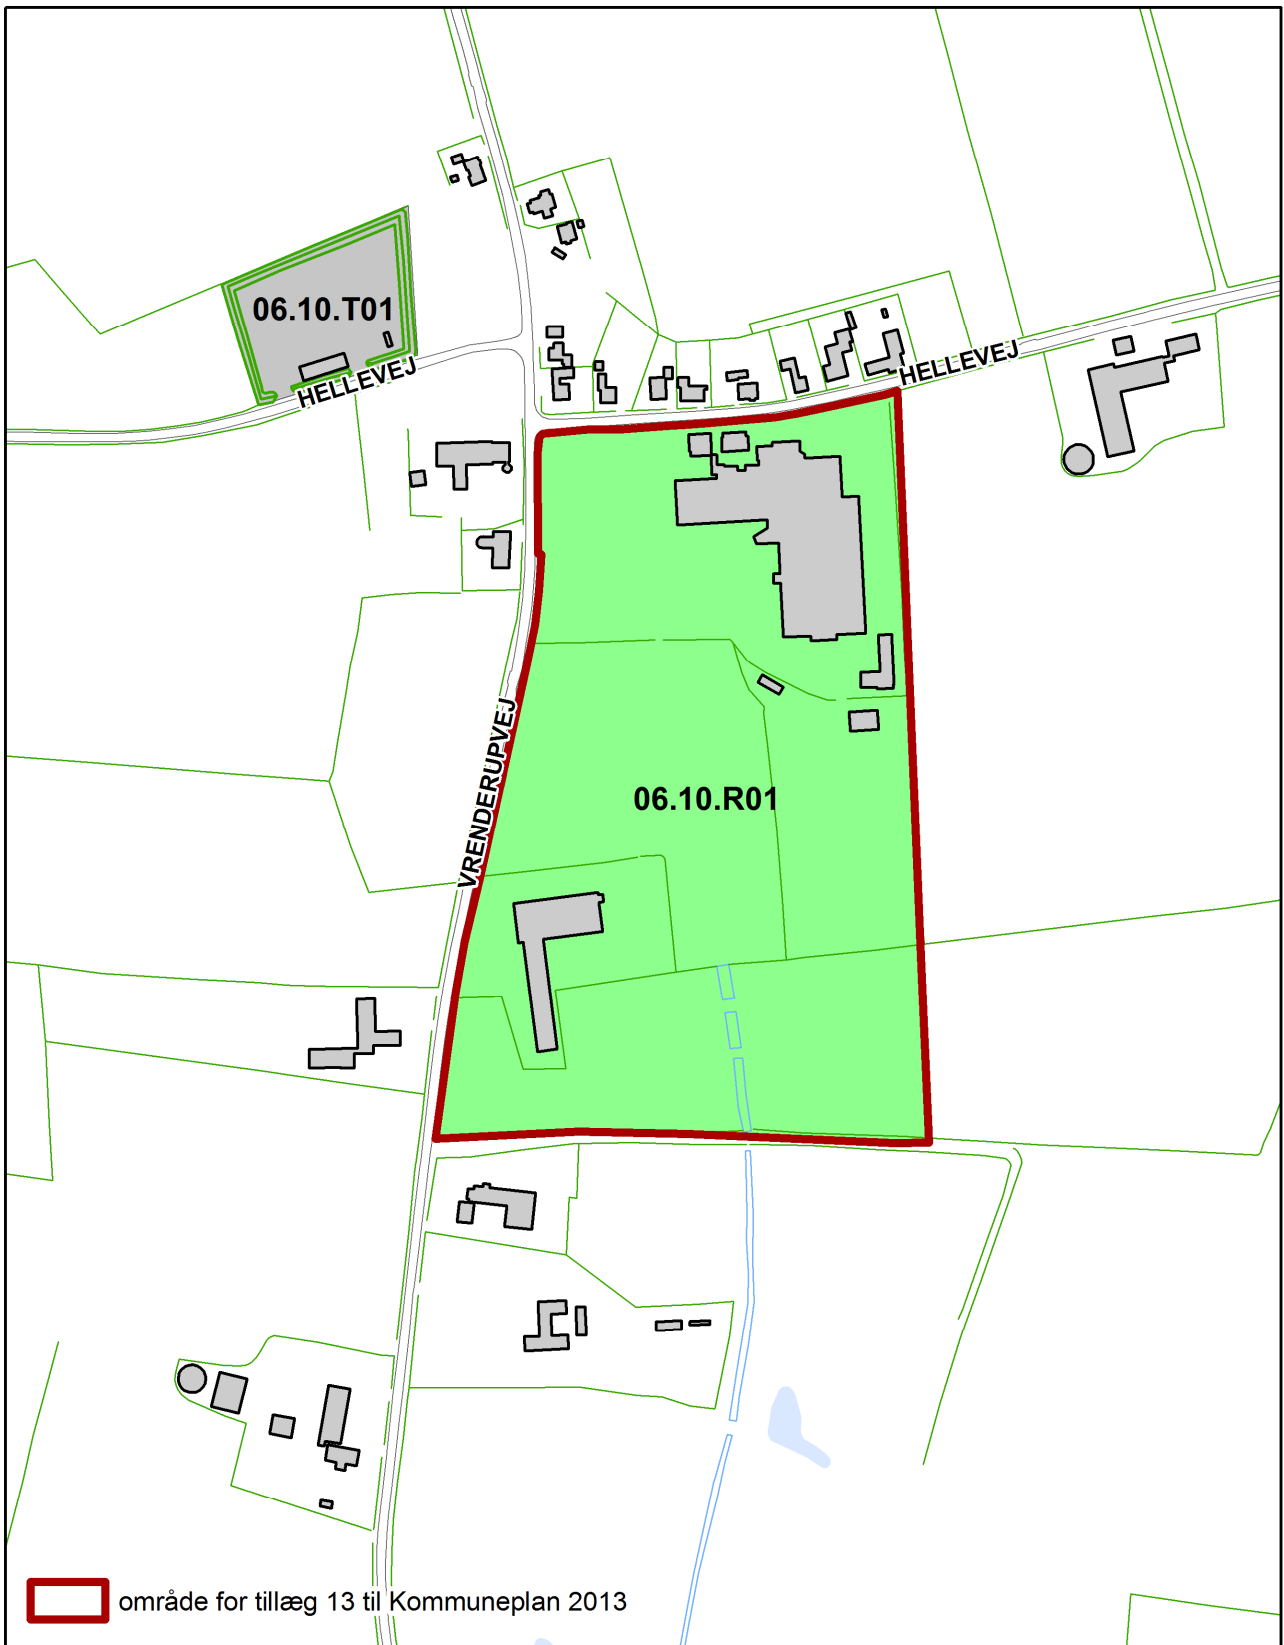 06.10.T01
HELLEVEJ
HELLEVEJ
VRENDERUPVEJ
06.10.R01
område for tillæg 13 til Kommuneplan 2013